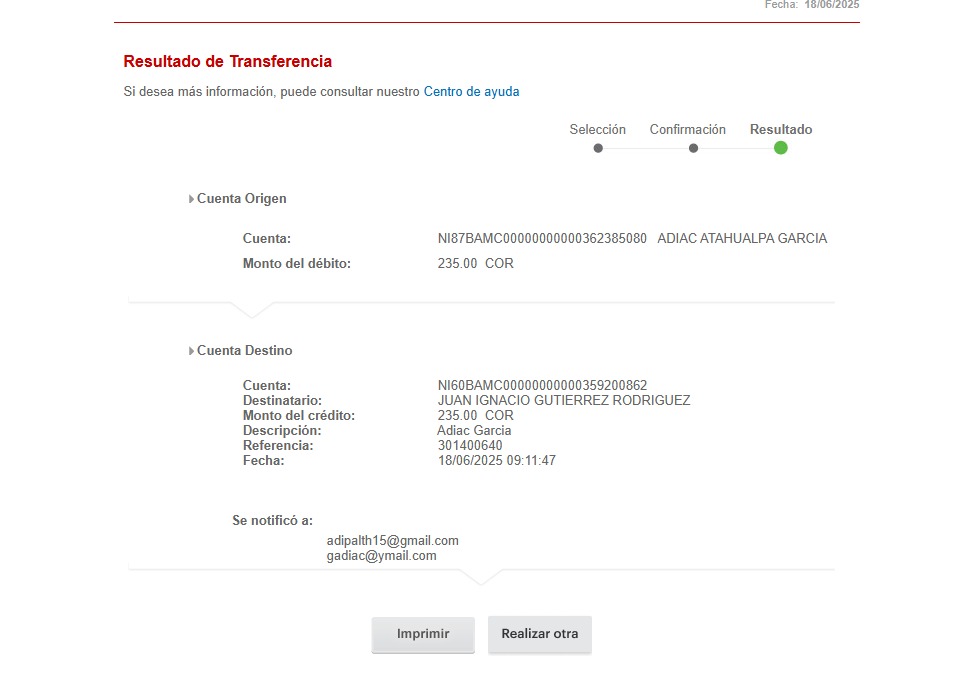 Fecha: 18/06/2025
Resultado de Transferencia
Si desea más información, puede consultar nuestro Centro de ayuda
Selección Confirmación Resultado
Cuenta Origen
Cuenta: NI87BAMC00000000000362385080 ADIAC ATAHUALPA GARCIA
Monto del débito: 235.00 COR
Cuenta Destino
Cuenta: NI60BAMC00000000000359200862
Destinatario: JUAN IGNACIO GUTIERREZ RODRIGUEZ
Monto del crédito: 235.00 COR
Descripción: Adiac Garcia
Referencia: 301400640
Fecha: 18/06/2025 09:11:47
Se notificó a:
adipalth15@gmail.com
gadiac@ymail.com
Imprimir Realizar otra